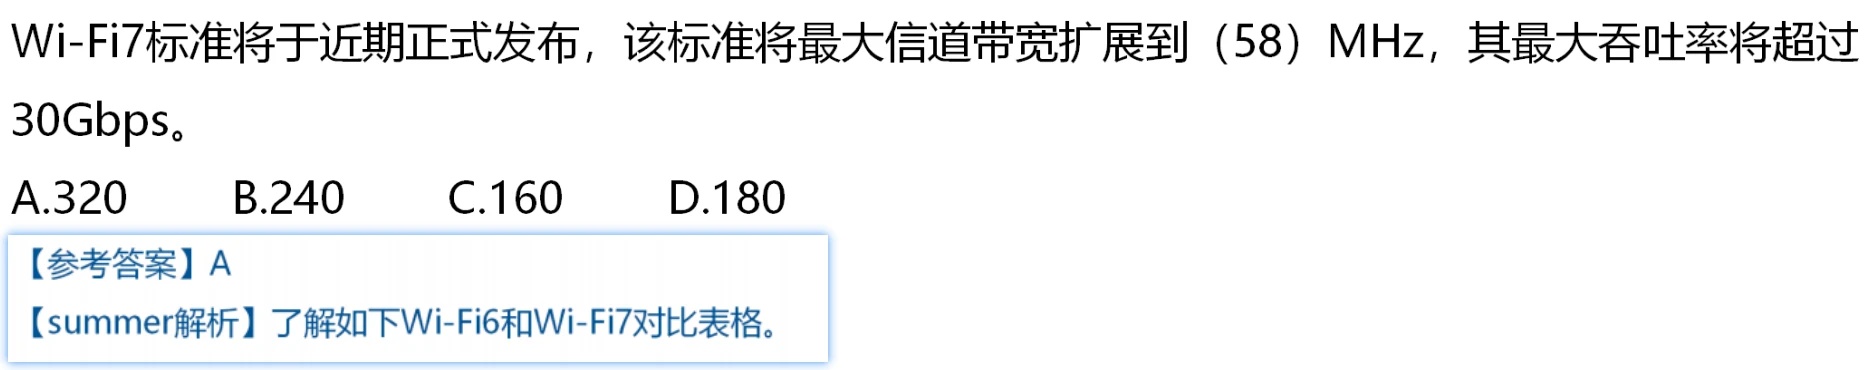 Wi-Fi7标准将于近期正式发布，该标准将最大信道带宽扩展到（58）MHz，其最大吞吐率将超过
30Gbps。
A.320 B.240 C.160 D.180
【参考答案】A
【summer解析】了解如下Wi-Fi6和Wi-Fi7对比表格。